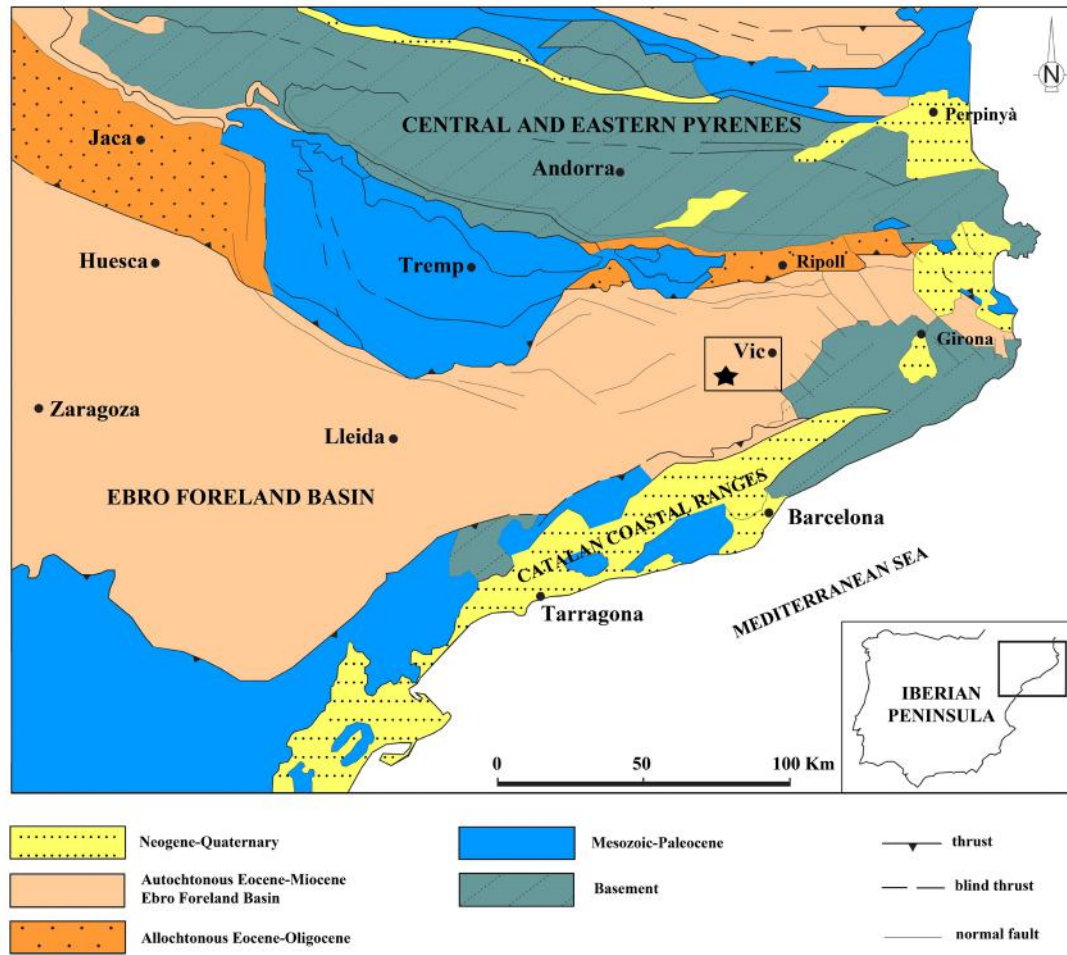 N
Perpinyà
CENTRAL AND EASTERN PYRENEES
Jaca
Andorra
Huesca
Tremp
Ripoll
Vic
Girona
Zaragoza
Lleida
EBRO FORELAND BASIN
CATALAN COASTAL RANGES
Barcelona
Tarragona
MEDITERRANEAN SEA
IBERIAN
PENINSULA
0 50 100 Km
Neogene-Quaternary
Mesozoic-Paleocene
thrust
Autochtonous Eocene-Miocene
Ebro Foreland Basin
Basement
blind thrust
Allochtonous Eocene-Oligocene
normal fault